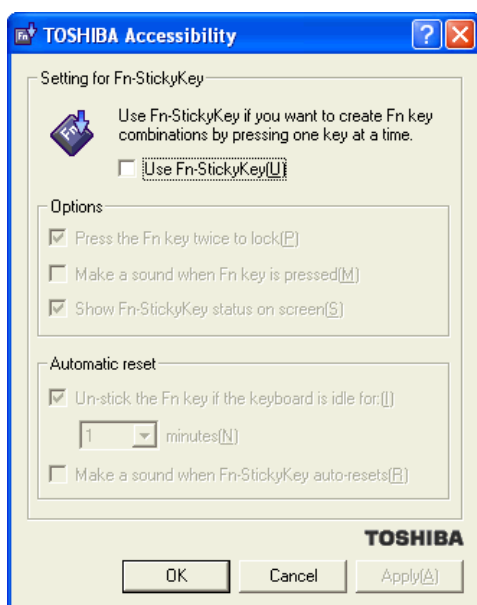 Fn TOSHIBA Accessibility
Setting for Fn-StickyKey
Fn
Use Fn-StickyKey if you want to create Fn key
combinations by pressing one key at a time.
Use Fn-StickyKey(U)
Options
Press the Fn key twice to lock(P)
Make a sound when Fn key is pressed(M)
Show Fn-StickyKey status on screen(S)
Automatic reset
Un-stick the Fn key if the keyboard is idle for:(I)
1 minutes(N)
Make a sound when Fn-StickyKey auto-resets(R)
TOSHIBA
OK Cancel Apply(A)